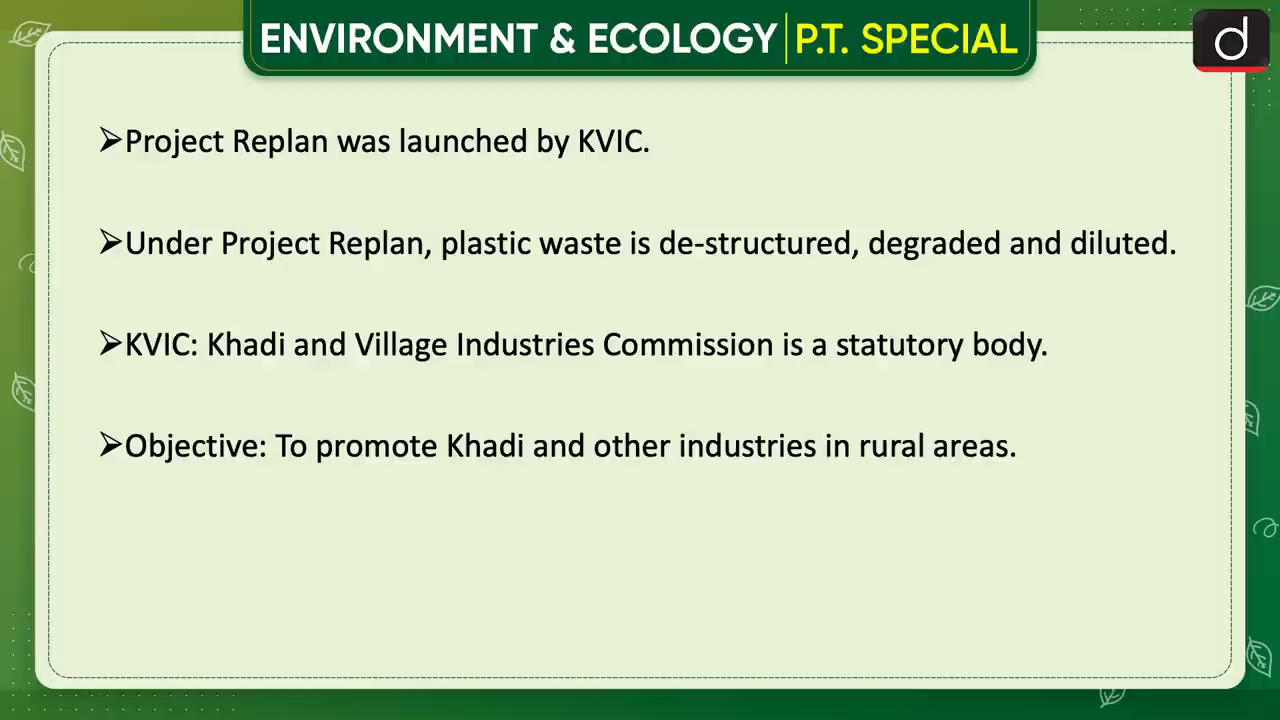 ENVIRONMENT & ECOLOGY | P.T. SPECIAL
d
➢Project Replan was launched by KVIC.
➢Under Project Replan, plastic waste is de-structured, degraded and diluted.
➢KVIC: Khadi and Village Industries Commission is a statutory body.
➢Objective: To promote Khadi and other industries in rural areas.